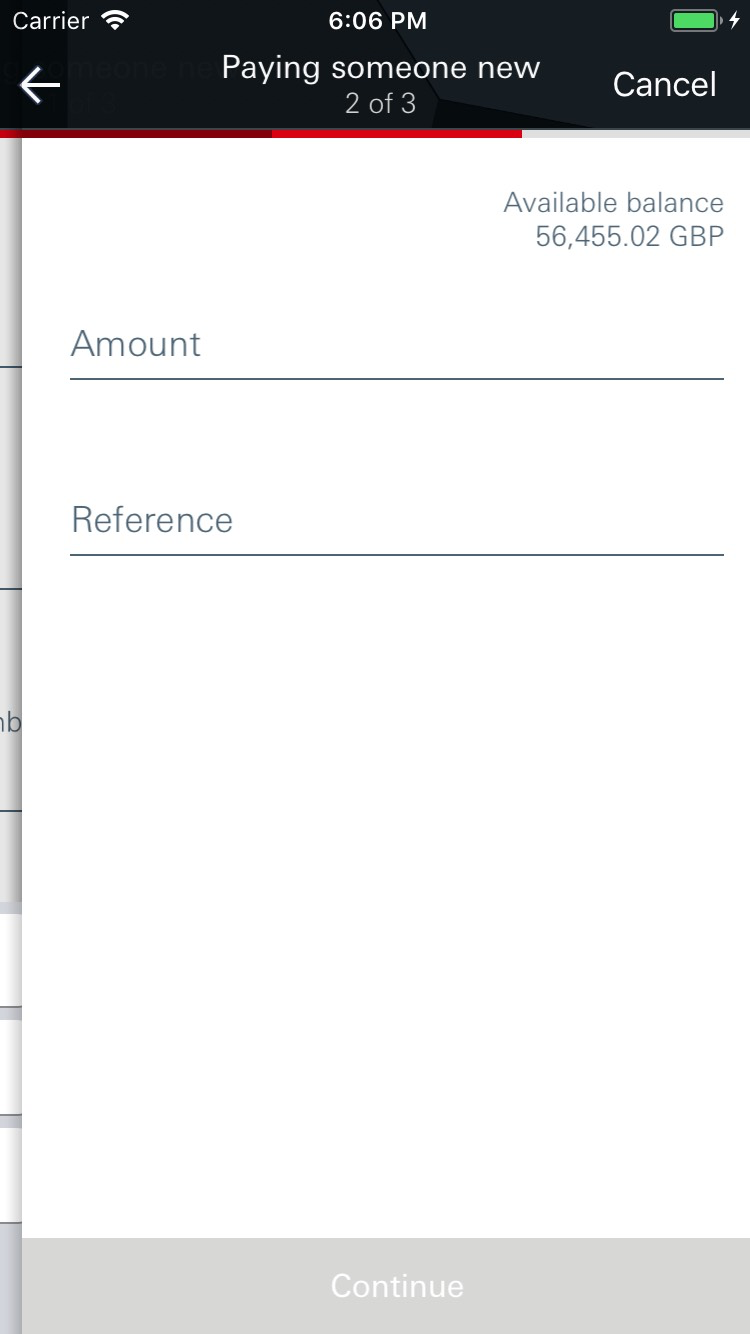 Carrier 6:06 PM
Paying someone new
2 of 3
Cancel
Available balance
56,455.02 GBP
Amount
Reference
Continue